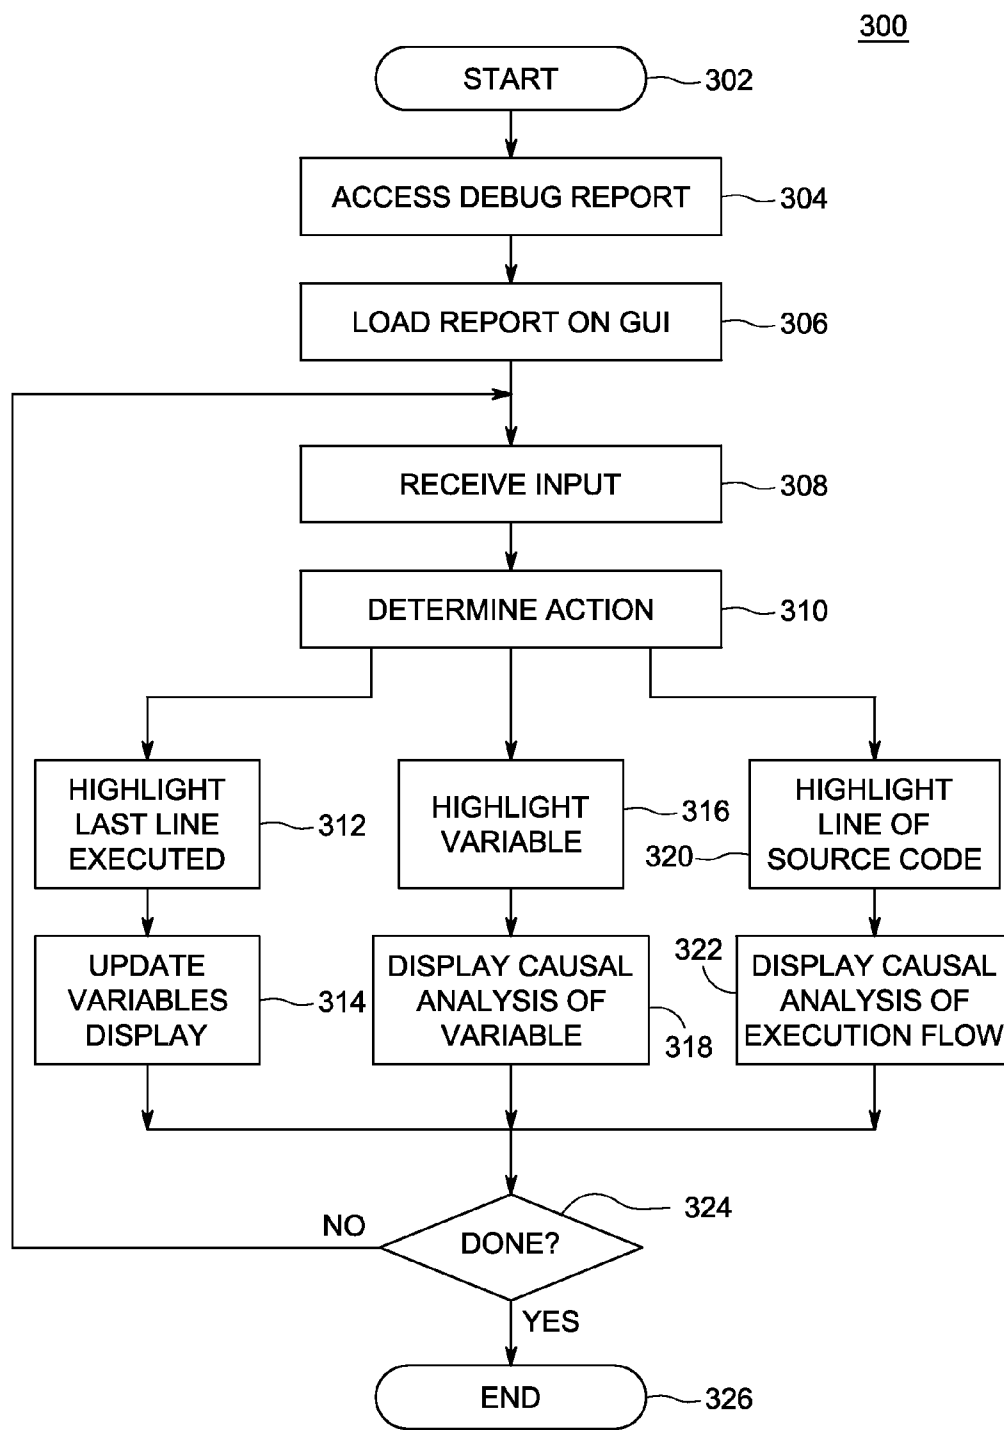 300
START
302
ACCESS DEBUG REPORT
304
LOAD REPORT ON GUI
306
RECEIVE INPUT
308
DETERMINE ACTION
310
HIGHLIGHT
LAST LINE
EXECUTED
312
HIGHLIGHT
VARIABLE
316
HIGHLIGHT
LINE OF
SOURCE CODE
320
UPDATE
VARIABLES
DISPLAY
314
DISPLAY CAUSAL
ANALYSIS OF
VARIABLE
318
DISPLAY CAUSAL
ANALYSIS OF
EXECUTION FLOW
322
DONE?
324
NO
YES
END
326